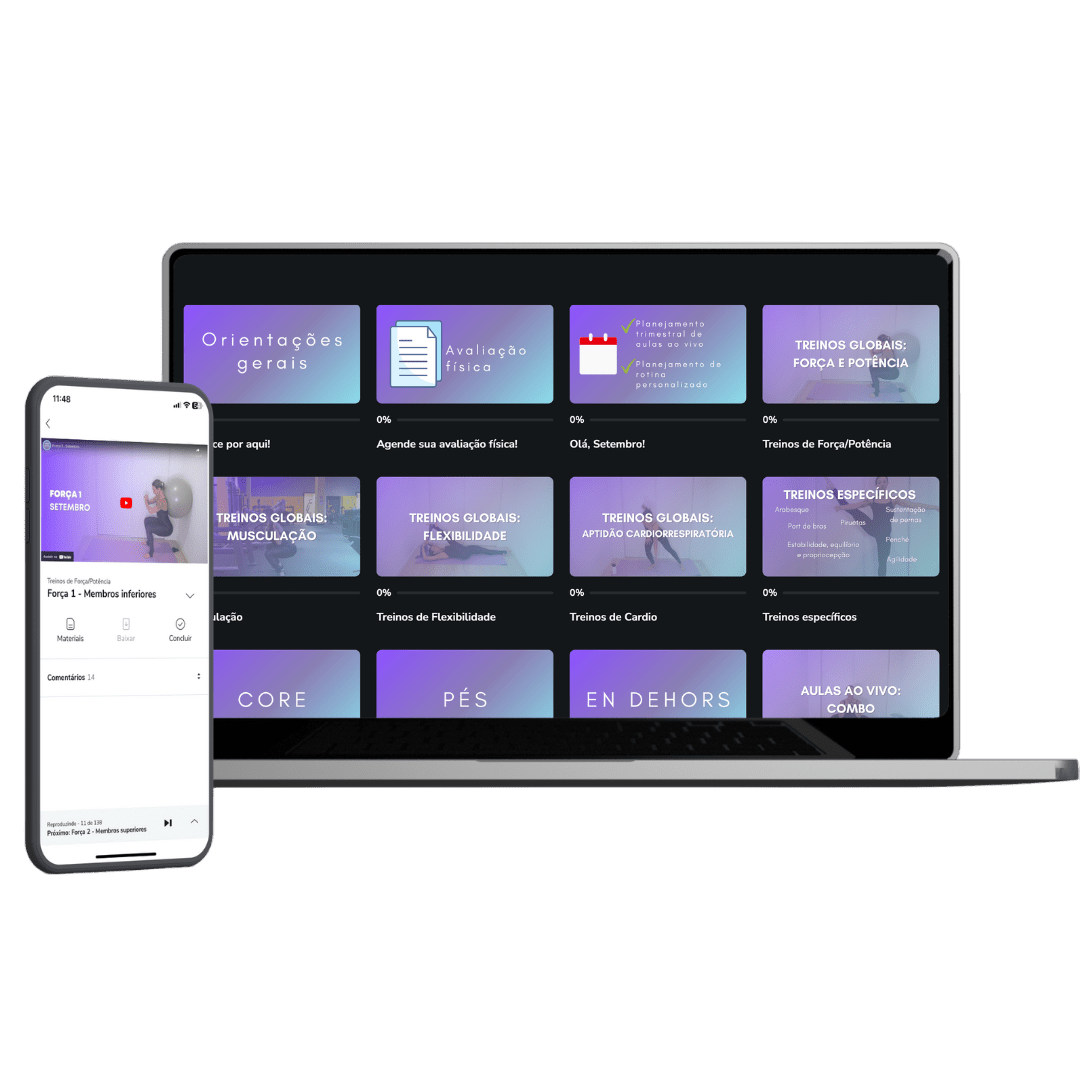 Orientações
gerais
Avaliação
física
Planejamento
trimestral de
aulas ao vivo
Planejamento de
rotina
personalizado
TREINOS GLOBAIS:
FORÇA E POTÊNCIA
0%
0%
0%
ce por aqui!
Agende sua avaliação física!
Olá, Setembro!
Treinos de Força/Potência
TREINOS GLOBAIS:
MUSCULAÇÃO
TREINOS GLOBAIS:
FLEXIBILIDADE
TREINOS GLOBAIS:
APTIDÃO CARDIORRESPIRATÓRIA
TREINOS ESPECÍFICOS
Arabesque
Sustentação
de pernas
Port de bras
Piruetas
Penché
Estabilidade, equilíbrio
e propriocepção
Agilidade
0%
0%
0%
ulação
Treinos de Flexibilidade
Treinos de Cardio
Treinos específicos
CORE
PÉS
EN DEHORS
AULAS AO VIVO:
COMBO
11:48
FORÇA 1
SETEMBRO
Treinos de Força/Potência
Força 1 - Membros inferiores
Materiais
Baixar
Concluir
Comentários 14
Reproduzindo - 11 de 138
Próximo: Força 2 - Membros superiores